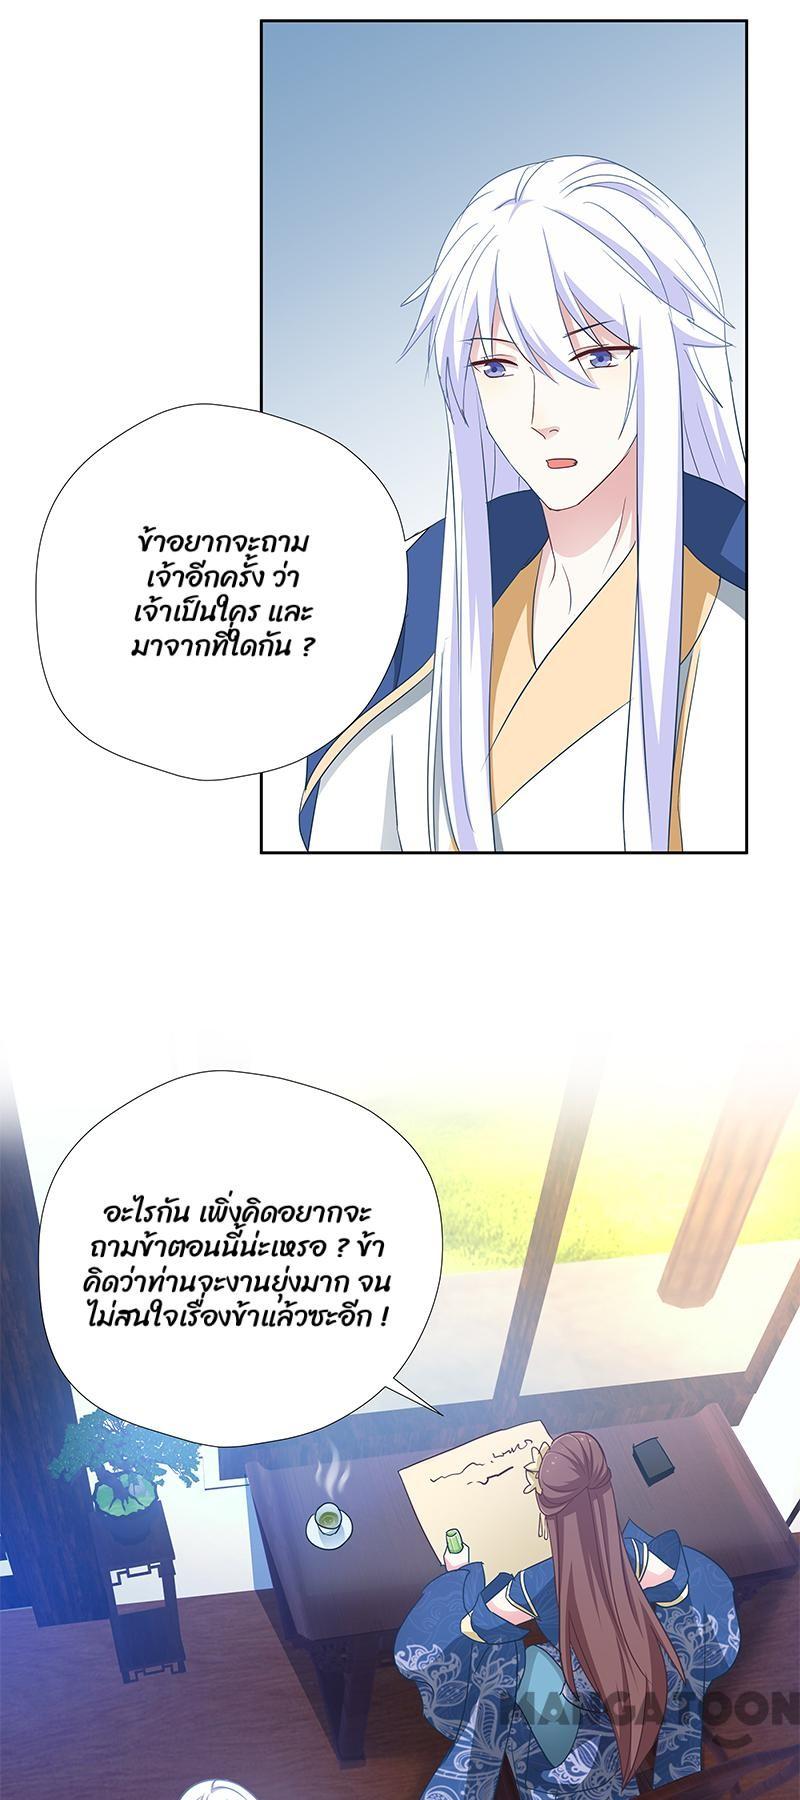 ข้าอยากจะถาม
เจ้าอีกครั้ง ว่า
เจ้าเป็นใคร และ
มาจากที่ใดกัน ?
อะไรกัน เพิ่งคิดอยากจะ
ถามข้าตอนนี้น่ะเหรอ ? ข้า
คิดว่าท่านจะงานยุ่งมาก จน
ไม่สนใจเรื่องข้าแล้วซะอีก !
MANGATOON